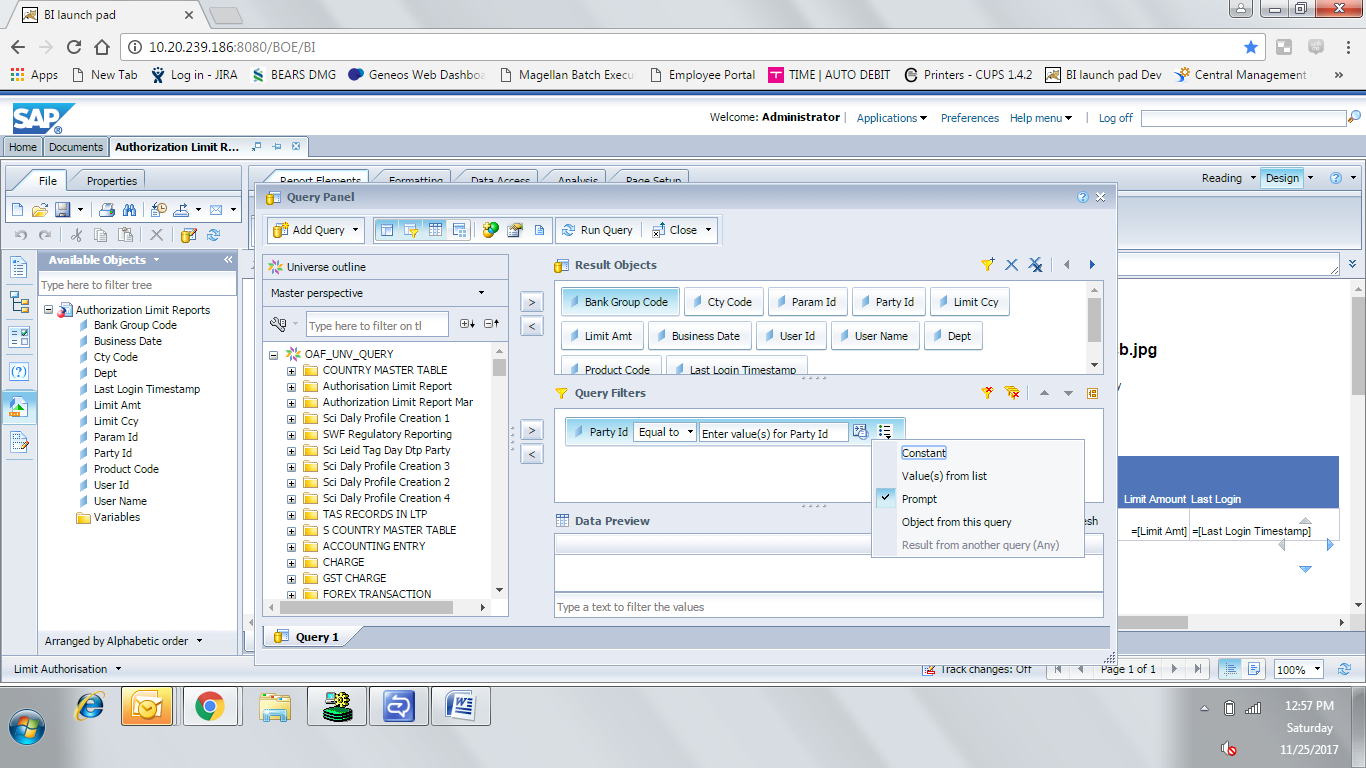 BI launch pad
10.20.239.186:8080/BOE/BI
Apps New Tab Log in - JIRA BEARS DMG Geneos Web Dashboa Magellan Batch Execu Employee Portal TIME | AUTO DEBIT Printers - CUPS 1.4.2 BI launch pad Dev Central Management »
SAP ®
Welcome: Administrator | Applications Preferences Help menu | Log off
Home Documents Authorization Limit R...
File Properties
Report Elements Formatting Data Access Analysis Page Setup
Reading Design
Available Objects «
Type here to filter tree
Authorization Limit Reports
Bank Group Code
Business Date
Cty Code
Dept
Last Login Timestamp
Limit Amt
Limit Ccy
Param Id
Party Id
Product Code
User Id
User Name
Variables
Arranged by Alphabetic order
Query Panel
Add Query Run Query Close
Universe outline
Master perspective
Type here to filter on tl
OAF_UNV_QUERY
COUNTRY MASTER TABLE
Authorisation Limit Report
Authorization Limit Report Mar
Sci Daly Profile Creation 1
SWF Regulatory Reporting
Sci Leid Tag Day Dtp Party
Sci Daly Profile Creation 3
Sci Daly Profile Creation 2
Sci Daly Profile Creation 4
TAS RECORDS IN LTP
S COUNTRY MASTER TABLE
ACCOUNTING ENTRY
CHARGE
GST CHARGE
FOREX TRANSACTION
>
<
>
<
Result Objects
Bank Group Code Cty Code Param Id Party Id Limit Ccy
Limit Amt Business Date User Id User Name Dept
Product Code Last Login Timestamp
Query Filters
Party Id Equal to Enter value(s) for Party Id
Constant
Value(s) from list
Prompt
Object from this query
Result from another query (Any)
Data Preview esh
Type a text to filter the values
Query 1
b.jpg
y
Limit Amount Last Login
=[Limit Amt] =[Last Login Timestamp]
Limit Authorisation
Track changes: Off Page 1 of 1 100%
12:57 PM
Saturday
11/25/2017